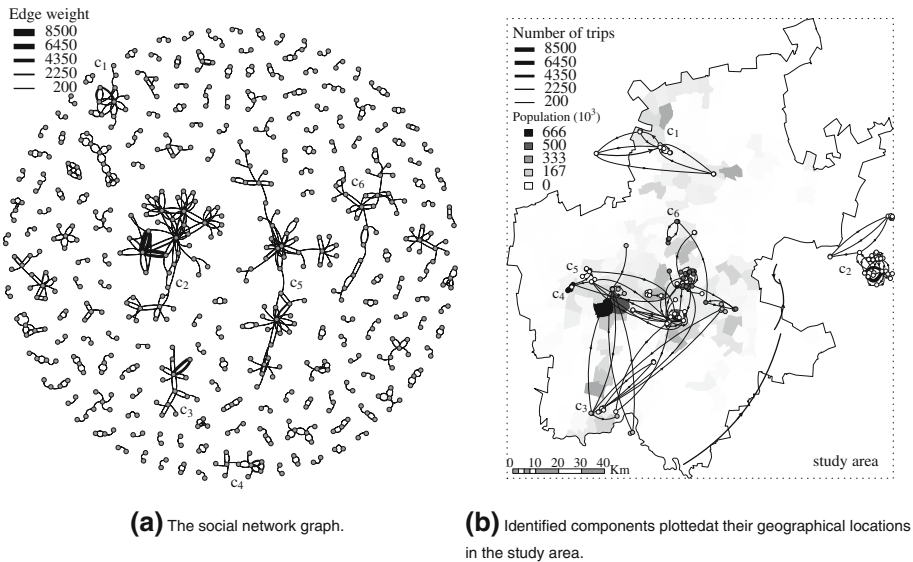 Edge weight
8500
6450
4350
2250
200
c1
c2
c3
c4
c5
c6
Number of trips
8500
6450
4350
2250
200
Population (10³)
666
500
333
167
0
c1
c6
c5
c4
c2
c3
0 10 20 30 40
Km
study area
(a) The social network graph.
(b) Identified components plottedat their geographical locations
in the study area.